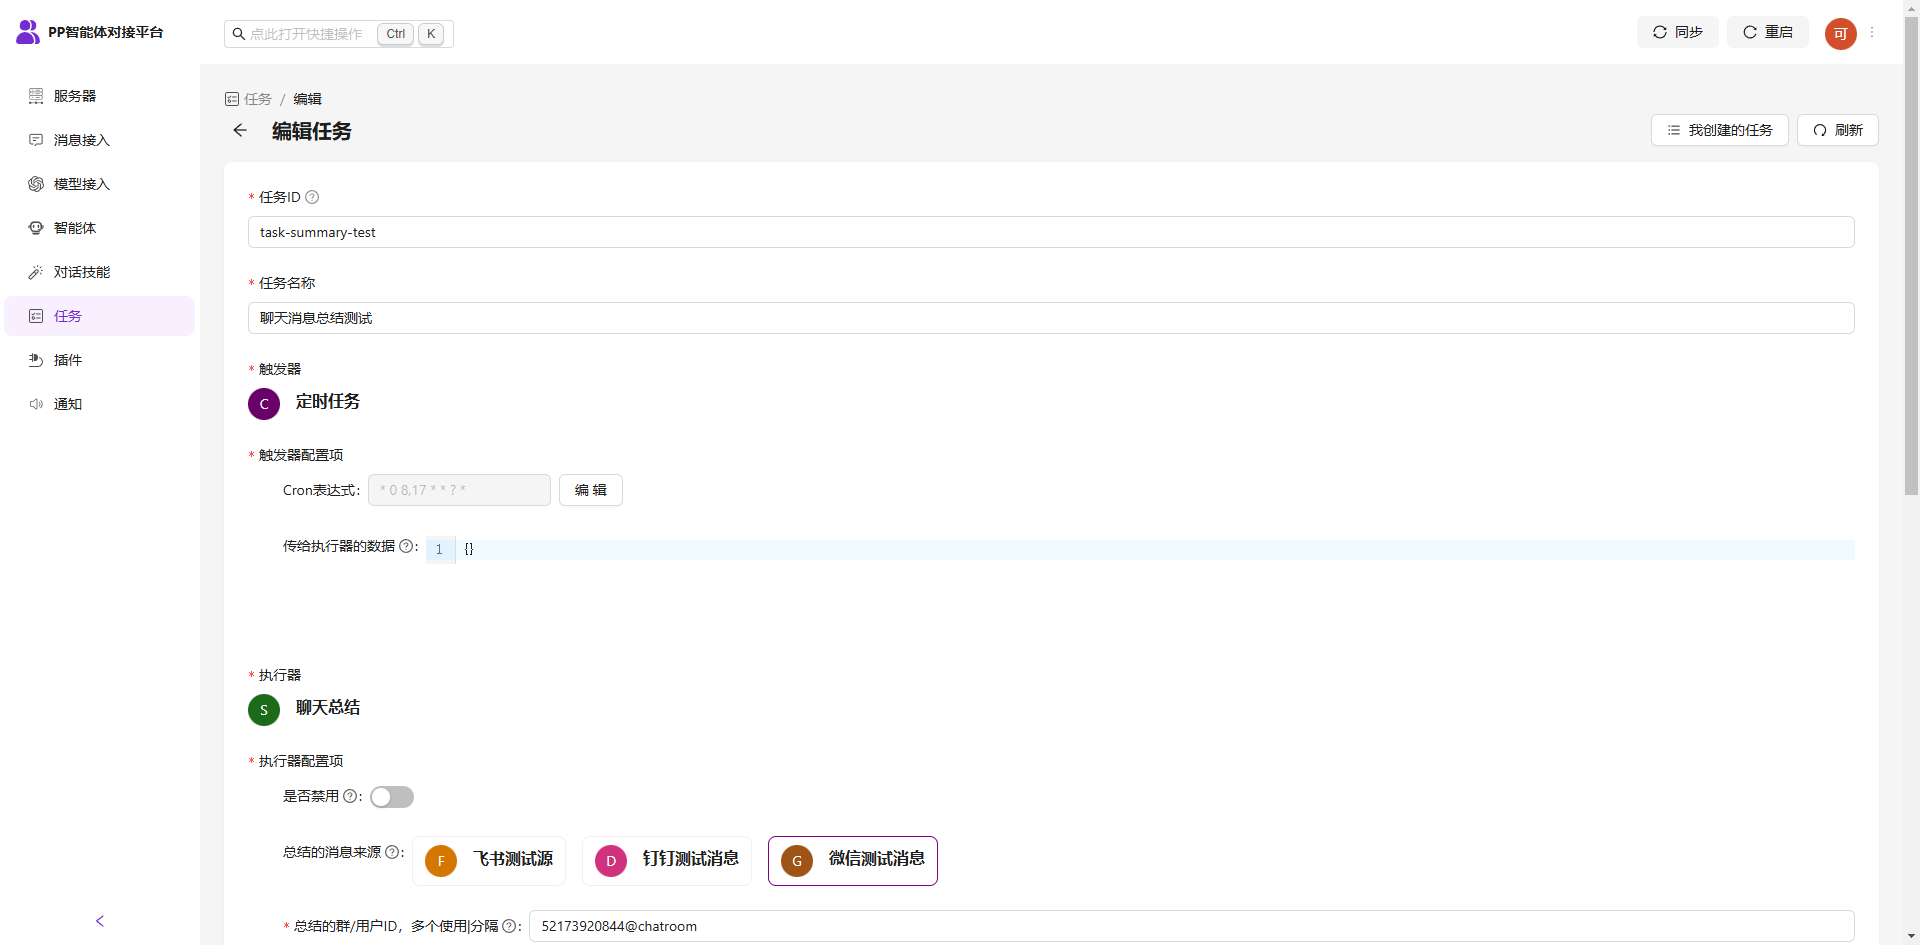 PP智能体对接平台
点此打开快捷操作 Ctrl K
同步
重启
可
服务器
消息接入
模型接入
智能体
对话技能
任务
插件
通知
任务 / 编辑
编辑任务
我创建的任务
刷新
* 任务ID
task-summary-test
* 任务名称
聊天消息总结测试
* 触发器
C 定时任务
* 触发器配置项
Cron表达式: * 0 8,17 * * ? * 编 辑
传给执行器的数据 : 1 {}
* 执行器
S 聊天总结
* 执行器配置项
是否禁用 :
总结的消息来源 : F 飞书测试源 D 钉钉测试消息 G 微信测试消息
* 总结的群/用户ID，多个使用|分隔 : 52173920844@chatroom